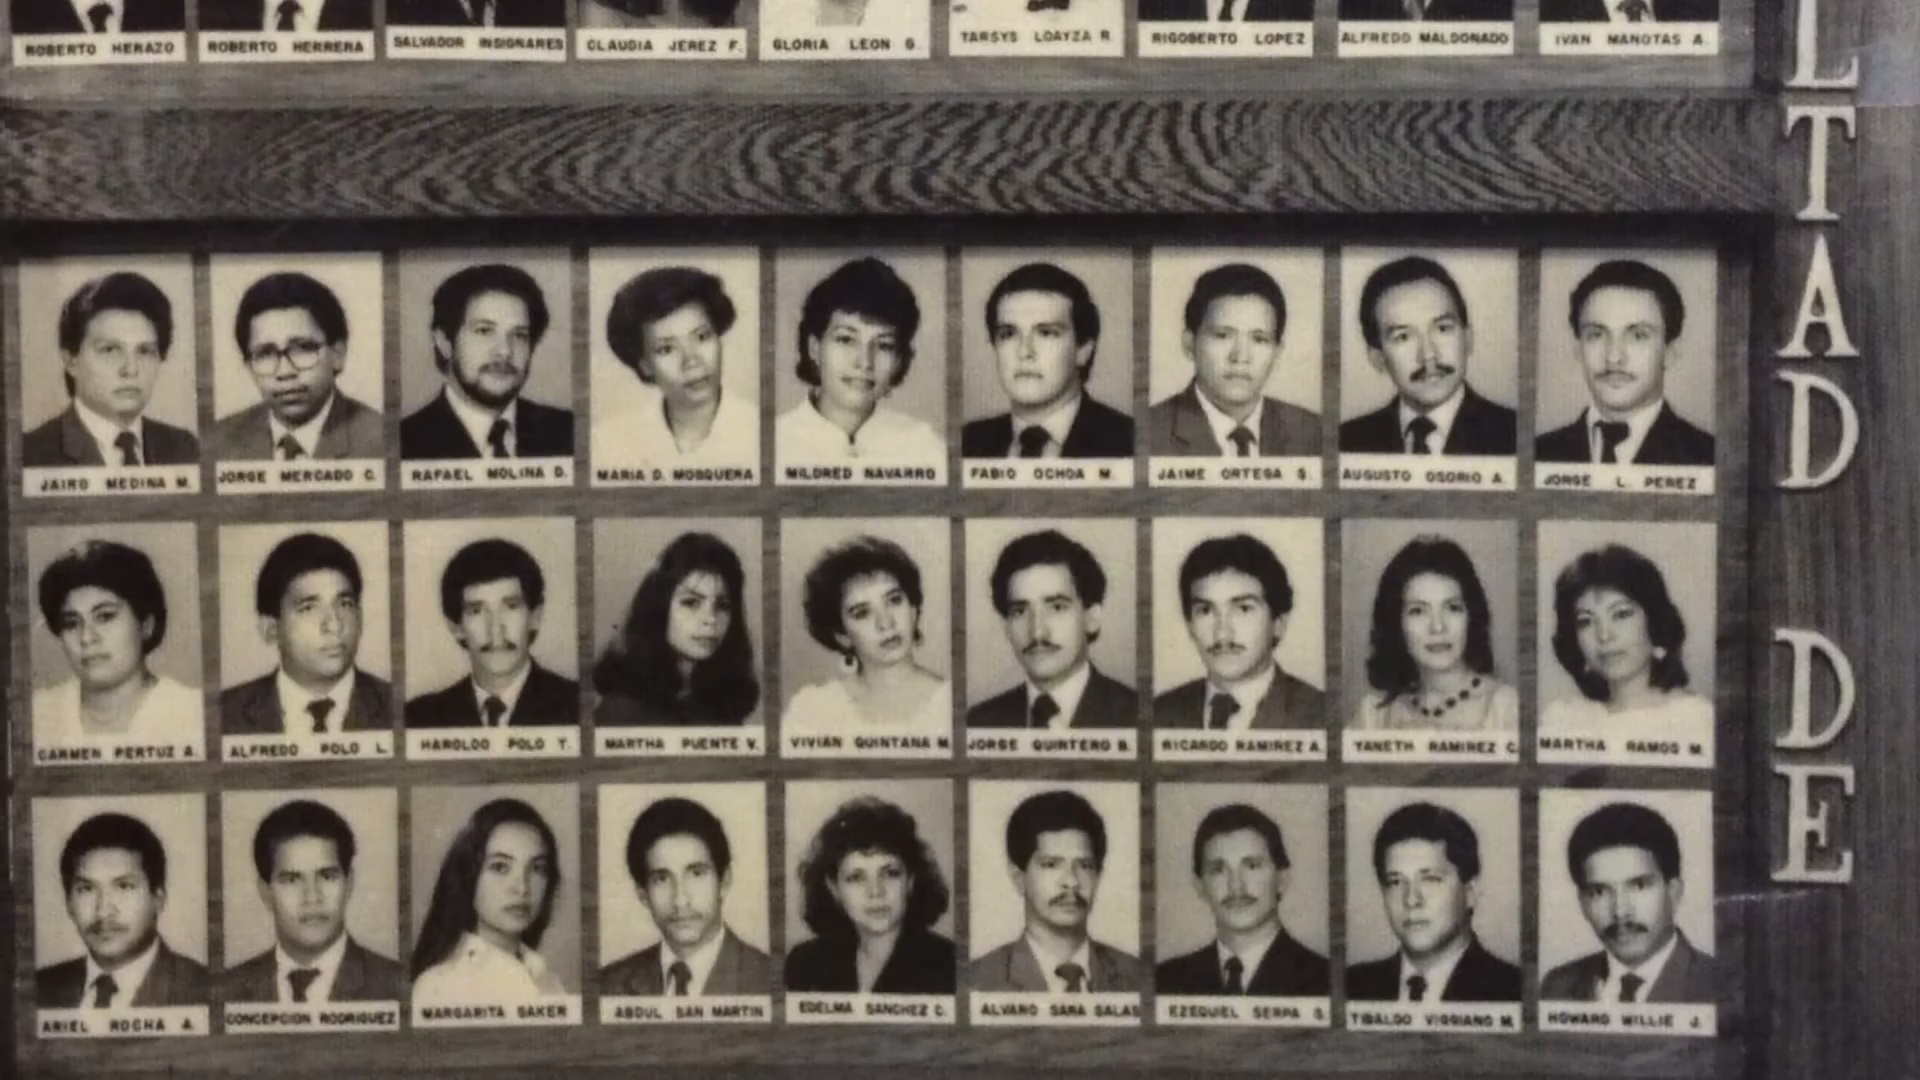 ROBERTO HERAZO
ROBERTO HERRERA
SALVADOR INSIGNARES
CLAUDIA JEREZ F.
GLORIA LEON G.
TARSYS LOAYZA R
RIGOBERTO LOPEZ
ALFREDO MALDONADO
IVAN MANOTAS A.
JAIRO MEDINA M.
JORGE MERCADO C.
RAFAEL MOLINA D.
MARIA D. MOSQUERA
MILDRED NAVARRO
FABIO OCHOA M.
JAIME ORTEGA S.
AUGUSTO OSORIO A.
JORGE L. PEREZ
CARMEN PERTUZ A.
ALFREDO POLO L.
HAROLDO POLO T.
MARTHA PUENTE V.
VIVIAN QUINTANA M.
JORGE QUINTERO B.
RICARDO RAMIREZ A.
YANETH RAMIREZ C.
MARTHA RAMOS M.
ARIEL ROCHA A.
CONCEPCION RODRIGUEZ
MARGARITA SAKER
ABDUL SAN MARTIN
EDELMA SANCHEZ C.
ALVARO SARA SALAS
EZEQUIEL SERPA S.
TIBALDO VIGGIANO M.
HOWARD WILLIE J.
LTAD DE